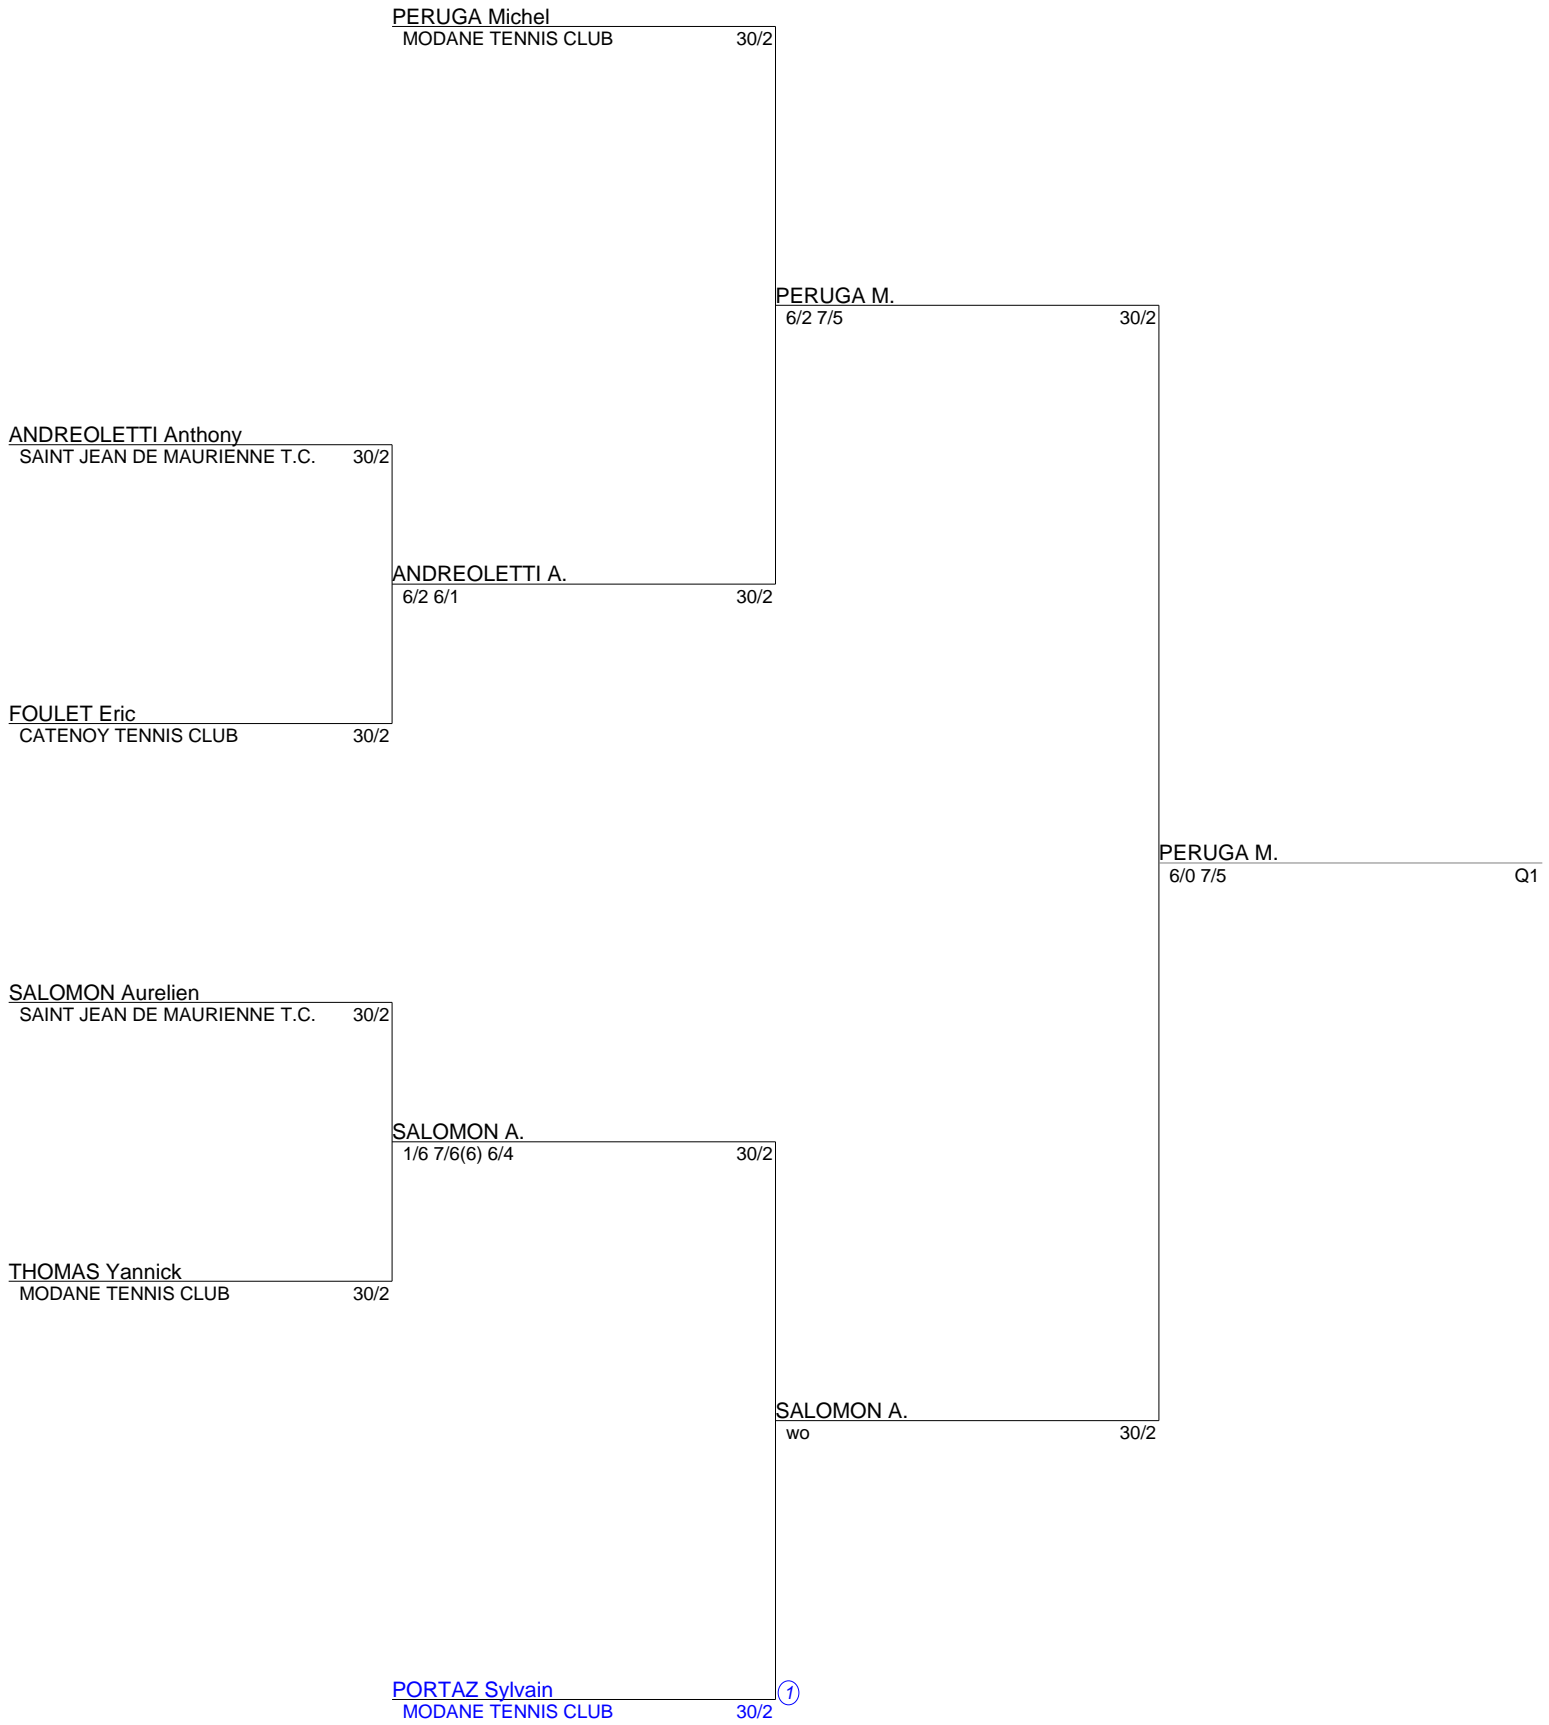 PERUGA Michel
MODANE TENNIS CLUB 30/2
PERUGA M.
6/2 7/5 30/2
ANDREOLETTI Anthony
SAINT JEAN DE MAURIENNE T.C. 30/2
ANDREOLETTI A.
6/2 6/1 30/2
FOULET Eric
CATENOY TENNIS CLUB 30/2
PERUGA M.
6/0 7/5 Q1
SALOMON Aurelien
SAINT JEAN DE MAURIENNE T.C. 30/2
SALOMON A.
1/6 7/6(6) 6/4 30/2
THOMAS Yannick
MODANE TENNIS CLUB 30/2
SALOMON A.
wo 30/2
PORTAZ Sylvain 1
MODANE TENNIS CLUB 30/2